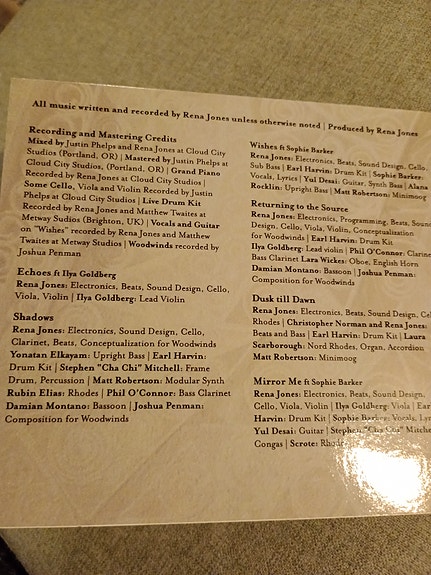 All music written and recorded by Rena Jones unless otherwise noted | Produced by Rena Jones
Recording and Mastering Credits
Mixed by Justin Phelps and Rena Jones at Cloud City
Studios (Portland, OR) | Mastered by Justin Phelps at
Cloud City Studios, (Portland, OR) | Grand Piano
Recorded by Rena Jones at Cloud City Studios |
Some Cello, Viola and Violin Recorded by Justin
Phelps at Cloud City Studios | Live Drum Kit
Recorded by Rena Jones and Matthew Twaites at
Metway Sudios (Brighton, UK) | Vocals and Guitar
on "Wishes" recorded by Rena Jones and Matthew
Twaites at Metway Studios | Woodwinds recorded by
Joshua Penman
Echoes ft Ilya Goldberg
Rena Jones: Electronics, Beats, Sound Design, Cello,
Viola, Violin | Ilya Goldberg: Lead Violin
Shadows
Rena Jones: Electronics, Sound Design, Cello,
Clarinet, Beats, Conceptualization for Woodwinds
Yonatan Elkayam: Upright Bass | Earl Harvin:
Drum Kit | Stephen "Cha Chi" Mitchell: Frame
Drum, Percussion | Matt Robertson: Modular Synth
Rubin Elias: Rhodes | Phil O'Connor: Bass Clarinet
Damian Montano: Bassoon | Joshua Penman:
Composition for Woodwinds
Wishes ft Sophie Barker
Rena Jones: Electronics, Beats, Sound Design, Cello,
Sub Bass | Earl Harvin: Drum Kit | Sophie Barker:
Vocals, Lyrics | Yul Desai: Guitar, Synth Bass | Alana
Rocklin: Upright Bass | Matt Robertson: Minimoog
Returning to the Source
Rena Jones: Electronics, Programming, Beats, Sound
Design, Cello, Viola, Violin, Conceptualization
for Woodwinds | Earl Harvin: Drum Kit
Ilya Goldberg: Lead violin | Phil O'Connor: Clarinet
Bass Clarinet Lara Wickes: Oboe, English Horn
Damian Montano: Bassoon | Joshua Penman:
Composition for Woodwinds
Dusk till Dawn
Rena Jones: Electronics, Beats, Sound Design,
Rhodes | Christopher Norman and Rena Jones:
Beats and Bass | Earl Harvin: Drum Kit | Laura
Scarborough: Nord Rhodes, Organ, Accordion
Matt Robertson: Minimoog
Mirror Me ft Sophie Barker
Rena Jones: Electronics, Beats, Sound Design,
Cello, Viola, Violin | Ilya Goldberg: Viola | Earl
Harvin: Drum Kit | Sophie Barker: Vocals,
Yul Desai: Guitar | Stephen "Cha Chi"
Congas | Scrote: